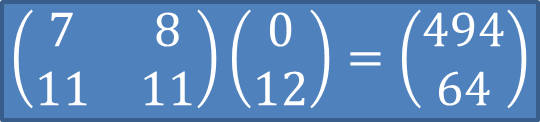 (7 8) (0) = (494)
(11 11) (12) (64)